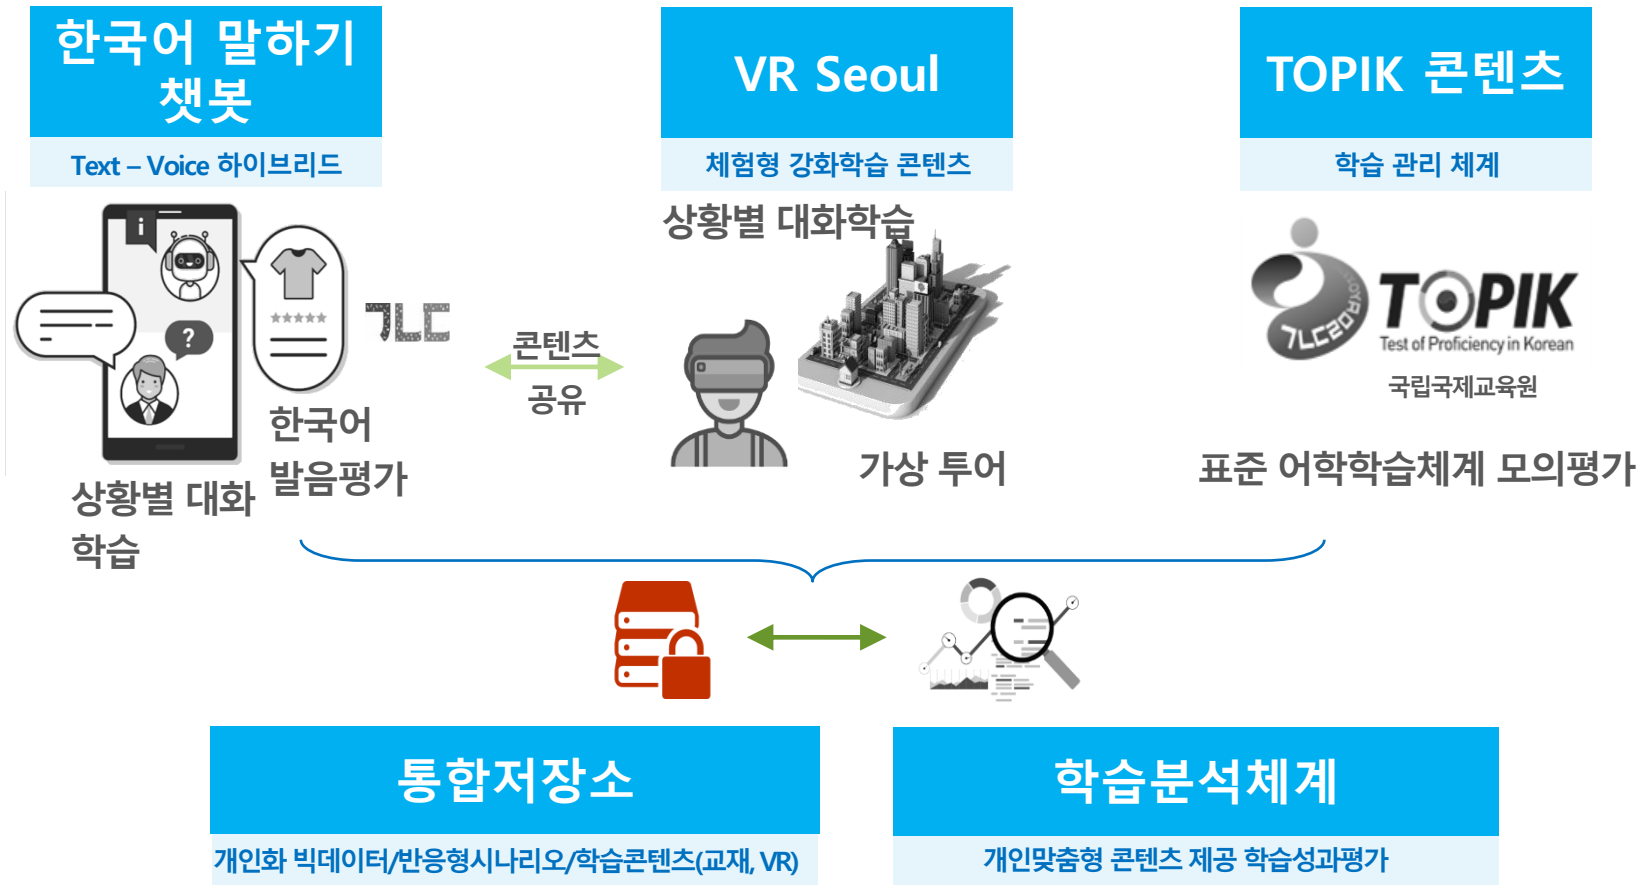 한국어 말하기
챗봇
Text – Voice 하이브리드
i
?
ㄱㄴㄷ
한국어
발음평가
상황별 대화
학습
콘텐츠
공유
VR Seoul
체험형 강화학습 콘텐츠
상황별 대화학습
가상 투어
TOPIK 콘텐츠
학습 관리 체계
TOPIK
Test of Proficiency in Korean
국립국제교육원
표준 어학학습체계 모의평가
통합저장소
개인화 빅데이터/반응형시나리오/학습콘텐츠(교재, VR)
학습분석체계
개인맞춤형 콘텐츠 제공 학습성과평가